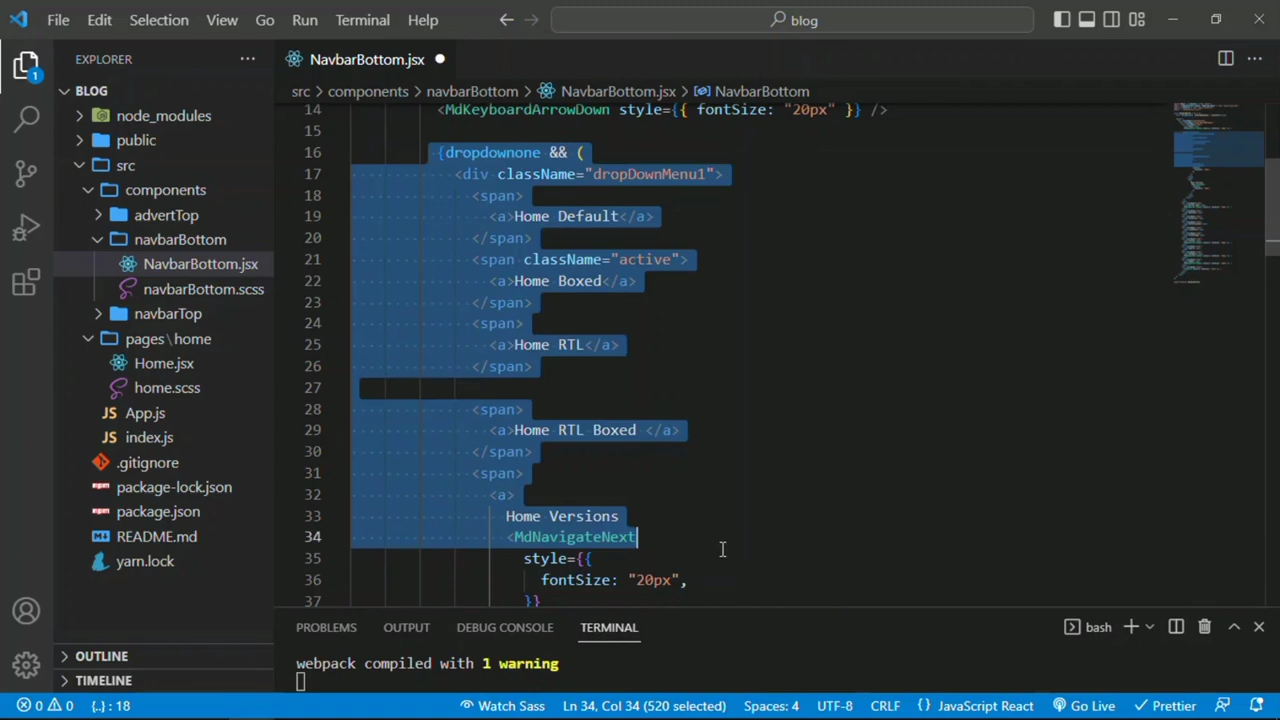 File Edit Selection View Go Run Terminal Help
blog
EXPLORER
BLOG
node_modules
public
src
components
advertTop
navbarBottom
NavbarBottom.jsx
navbarBottom.scss
navbarTop
pages\home
Home.jsx
home.scss
App.js
index.js
.gitignore
package-lock.json
package.json
README.md
yarn.lock
OUTLINE
TIMELINE
1
NavbarBottom.jsx
src > components > navbarBottom > NavbarBottom.jsx > NavbarBottom
14 <MdKeyboardArrowDown style={{ fontSize: "20px" }} />
15
16 {dropdownone && (
17 <div className="dropDownMenu1">
18 <span>
19 <a>Home Default</a>
20 </span>
21 <span className="active">
22 <a>Home Boxed</a>
23 </span>
24 <span>
25 <a>Home RTL</a>
26 </span>
27
28 <span>
29 <a>Home RTL Boxed </a>
30 </span>
31 <span>
32 <a>
33 Home Versions
34 <MdNavigateNext
35 style={{
36 fontSize: "20px",
37 }}
PROBLEMS OUTPUT DEBUG CONSOLE TERMINAL
bash
webpack compiled with 1 warning
0 0 {..} : 18 Watch Sass Ln 34, Col 34 (520 selected) Spaces: 4 UTF-8 CRLF {} JavaScript React Go Live Prettier